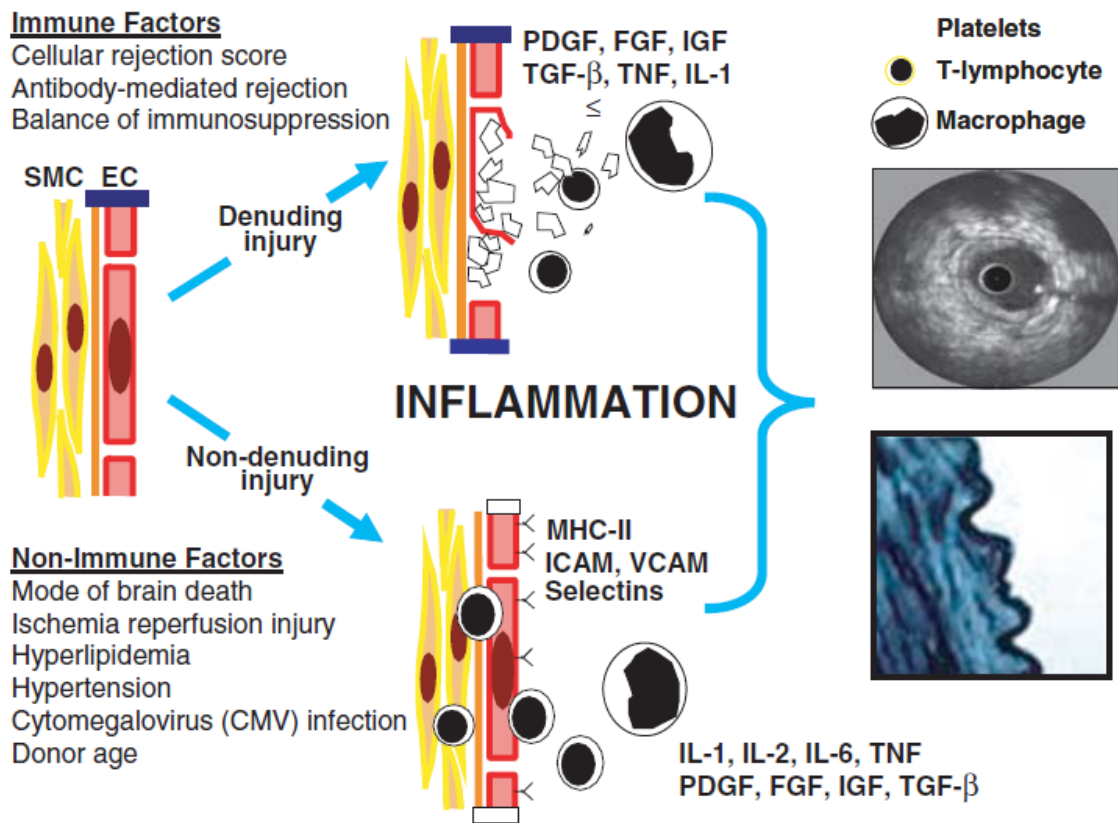 Immune Factors
Cellular rejection score
Antibody-mediated rejection
Balance of immunosuppression
SMC EC
Denuding
injury
PDGF, FGF, IGF
TGF-β, TNF, IL-1
≤
Platelets
T-lymphocyte
Macrophage
INFLAMMATION
Non-denuding
injury
Non-Immune Factors
Mode of brain death
Ischemia reperfusion injury
Hyperlipidemia
Hypertension
Cytomegalovirus (CMV) infection
Donor age
MHC-II
ICAM, VCAM
Selectins
IL-1, IL-2, IL-6, TNF
PDGF, FGF, IGF, TGF-β